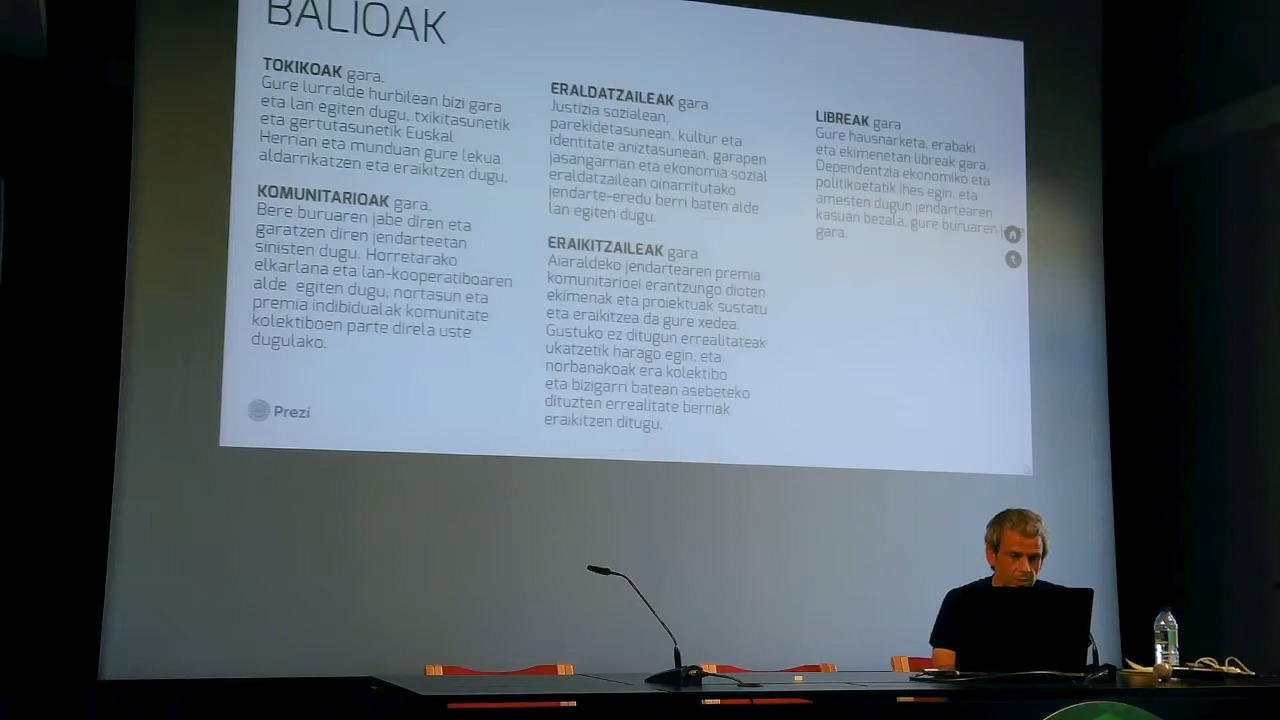 BALIOAK
TOKIKOAK gara.
Gure lurralde hurbilean bizi gara
eta lan egiten dugu, txikitasunetik
eta gertutasunetik Euskal
Herrian eta munduan gure lekua
aldarrikatzen eta eraikitzen dugu.
KOMUNITARIOAK gara.
Bere buruaren jabe diren eta
garatzen diren jendarteetan
sinisten dugu. Horretarako
elkarlana eta lan-kooperatiboaren
alde egiten dugu, nortasun eta
premia indibidualak komunitate
kolektiboen parte direla uste
dugulako.
ERALDATZAILEAK gara
Justizia sozialean,
parekidetasunean, kultur eta
identitate aniztasunean, garapen
jasangarrian eta ekonomia sozial
eraldatzailean oinarritutako
jendarte-eredu berri baten alde
lan egiten dugu.
ERAIKITZAILEAK gara
Aiaraldeko jendartearen premia
komunitarioei erantzungo dioten
ekimenak eta proiektuak sustatu
eta eraikitzea da gure xedea.
Gustuko ez ditugun errealitateak
ukatzetik harago egin, eta
norbanakoak era kolektibo
eta bizigarri batean asebeteko
dituzten errealitate berriak
eraikitzen ditugu.
LIBREAK gara
Gure hausnarketa, erabaki
eta ekimenetan libreak gara.
Dependentzia ekonomiko eta
politikoetatik ihes egin, eta
amesten dugun jendartearen
kasuan bezala, gure buruaren
gara.
Prezi